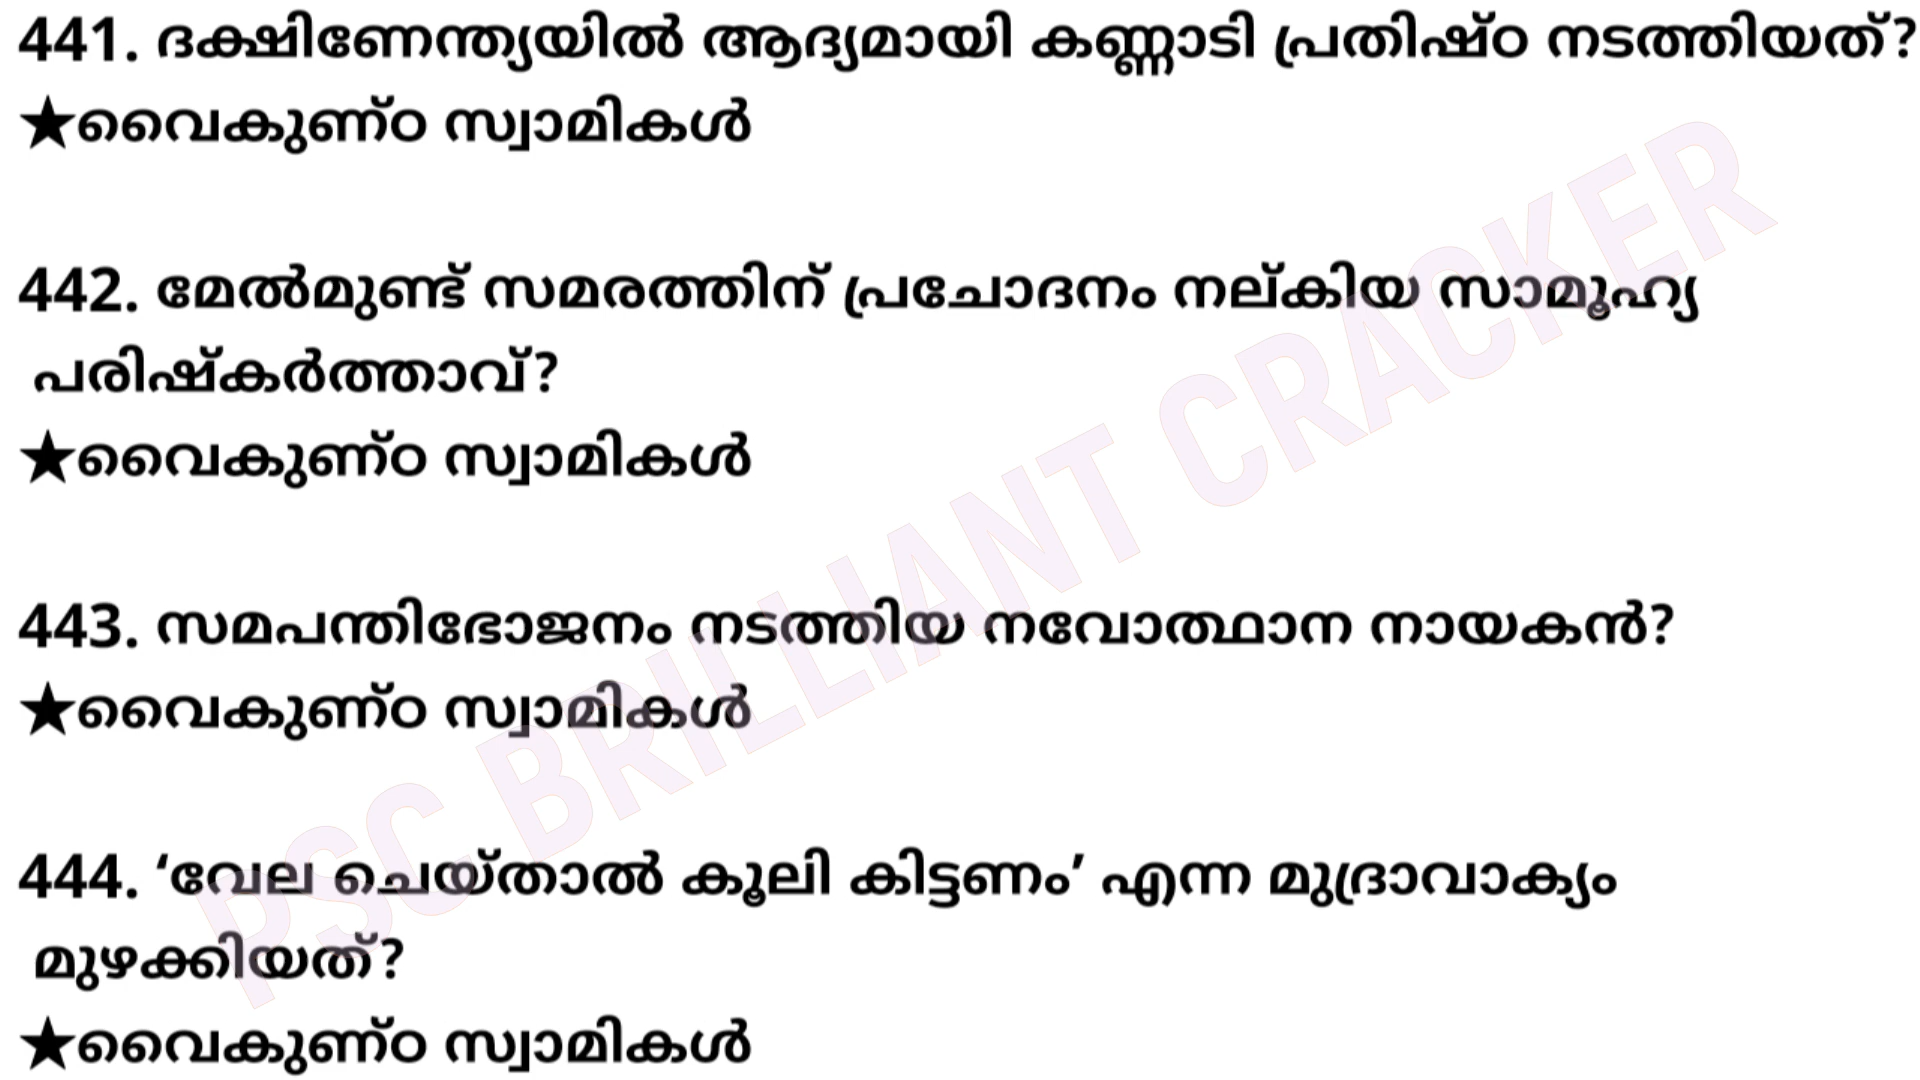 441. ദക്ഷിണേന്ത്യയിൽ ആദ്യമായി കണ്ണാടി പ്രതിഷ്ഠ നടത്തിയത്?
★വൈകുണ്ഠ സ്വാമികൾ
442. മേൽമുണ്ട് സമരത്തിന് പ്രചോദനം നല്കിയ സാമൂഹ്യ
പരിഷ്കർത്താവ്?
★വൈകുണ്ഠ സ്വാമികൾ
443. സമപന്തിഭോജനം നടത്തിയ നവോത്ഥാന നായകൻ?
★വൈകുണ്ഠ സ്വാമികൾ
444. ‘വേല ചെയ്താൽ കൂലി കിട്ടണം’ എന്ന മുദ്രാവാക്യം
മുഴക്കിയത്?
★വൈകുണ്ഠ സ്വാമികൾ
PSC BRILLIANT CRACKER